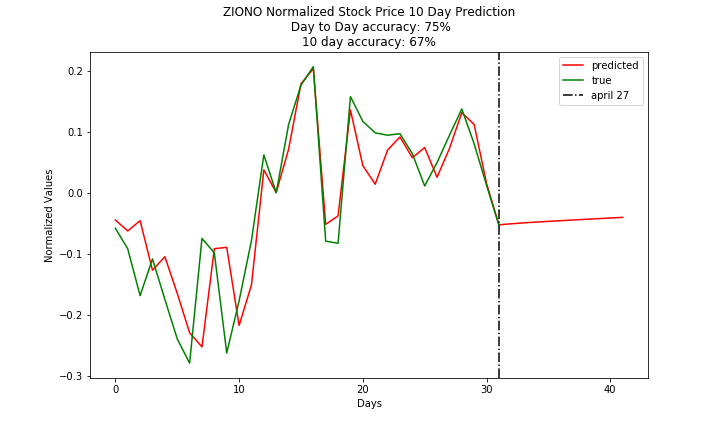 ZIONO Normalized Stock Price 10 Day Prediction
Day to Day accuracy: 75%
10 day accuracy: 67%
predicted
true
april 27
0.2
0.1
0.0
−0.1
−0.2
−0.3
Normalized Values
0 10 20 30 40
Days